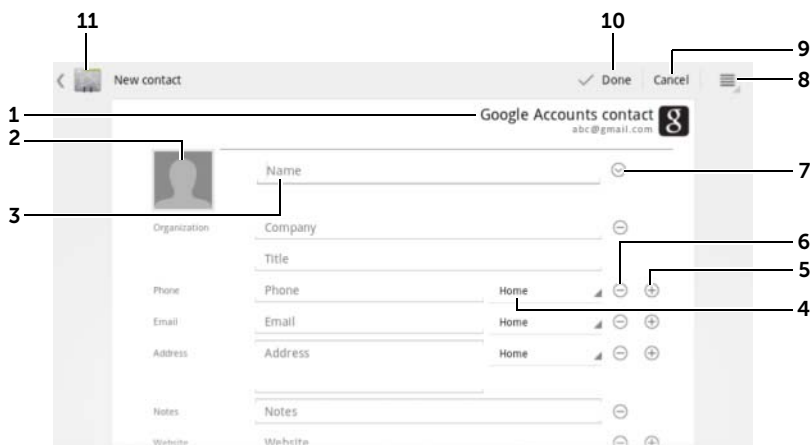 11 10
9
New contact Done Cancel 8
1 Google Accounts contact g
abc@gmail.com
2
Name 7
3
Organization Company
Title 6
5
Phone Phone Home
4
Email Email Home
Address Address Home
Notes Notes
Website Website